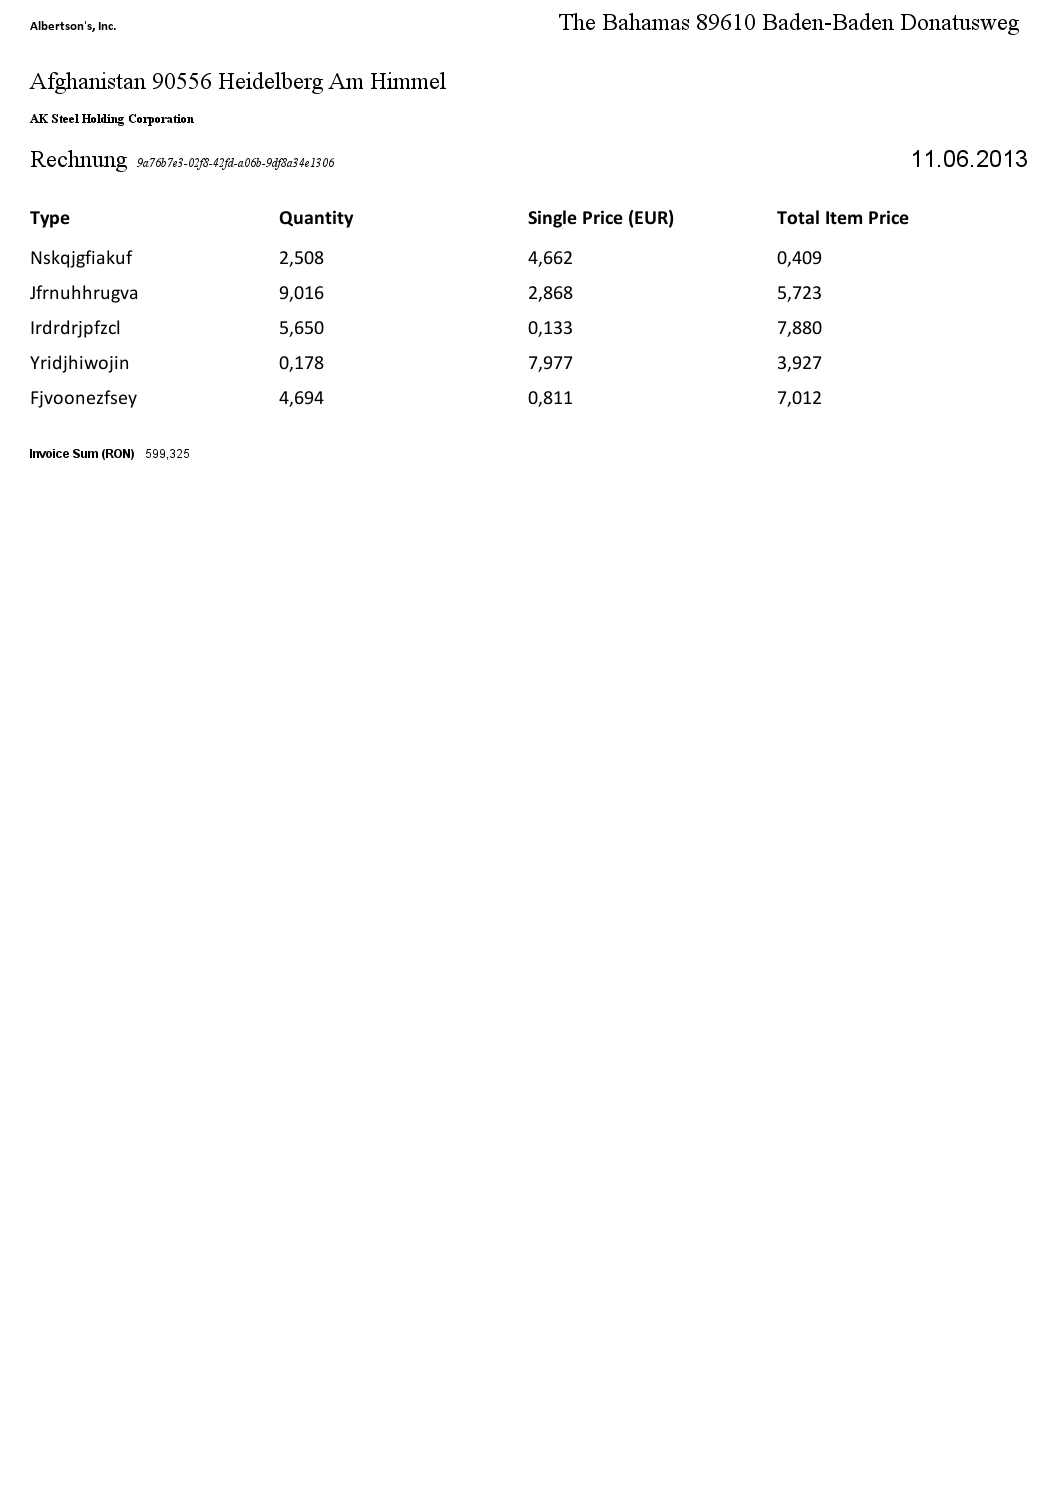 Albertson's, Inc. The Bahamas 89610 Baden-Baden Donatusweg
Afghanistan 90556 Heidelberg Am Himmel
AK Steel Holding Corporation
Rechnung 9a76b7e3-02f8-42fd-a06b-9df8a34e1306 11.06.2013
Type Quantity Single Price (EUR) Total Item Price
Nskqjgfiakuf 2,508 4,662 0,409
Jfrnuhhrugva 9,016 2,868 5,723
Irdrdrjpfzcl 5,650 0,133 7,880
Yridjhiwojin 0,178 7,977 3,927
Fjvoonezfsey 4,694 0,811 7,012
Invoice Sum (RON) 599,325